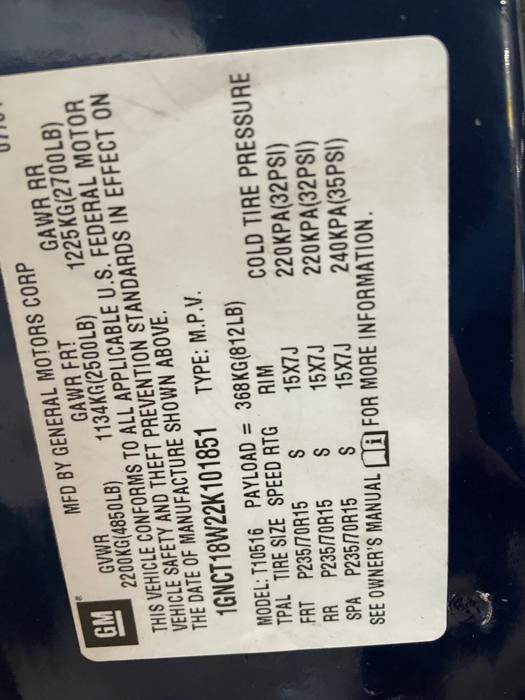 MFD BY GENERAL MOTORS CORP
GM
GVWR GAWR FRT GAWR RR
2200KG(4850LB) 1134KG(2500LB) 1225KG(2700LB)
THIS VEHICLE CONFORMS TO ALL APPLICABLE U.S. FEDERAL MOTOR
VEHICLE SAFETY AND THEFT PREVENTION STANDARDS IN EFFECT ON
THE DATE OF MANUFACTURE SHOWN ABOVE.
1GNCT18W22K101851 TYPE: M.P.V.
MODEL: T10516 PAYLOAD = 368KG(812LB)
TPAL TIRE SIZE SPEED RTG RIM COLD TIRE PRESSURE
FRT P235/70R15 S 15X7J 220KPA(32PSI)
RR P235/70R15 S 15X7J 220KPA(32PSI)
SPA P235/70R15 S 15X7J 240KPA(35PSI)
SEE OWNER'S MANUAL i FOR MORE INFORMATION.